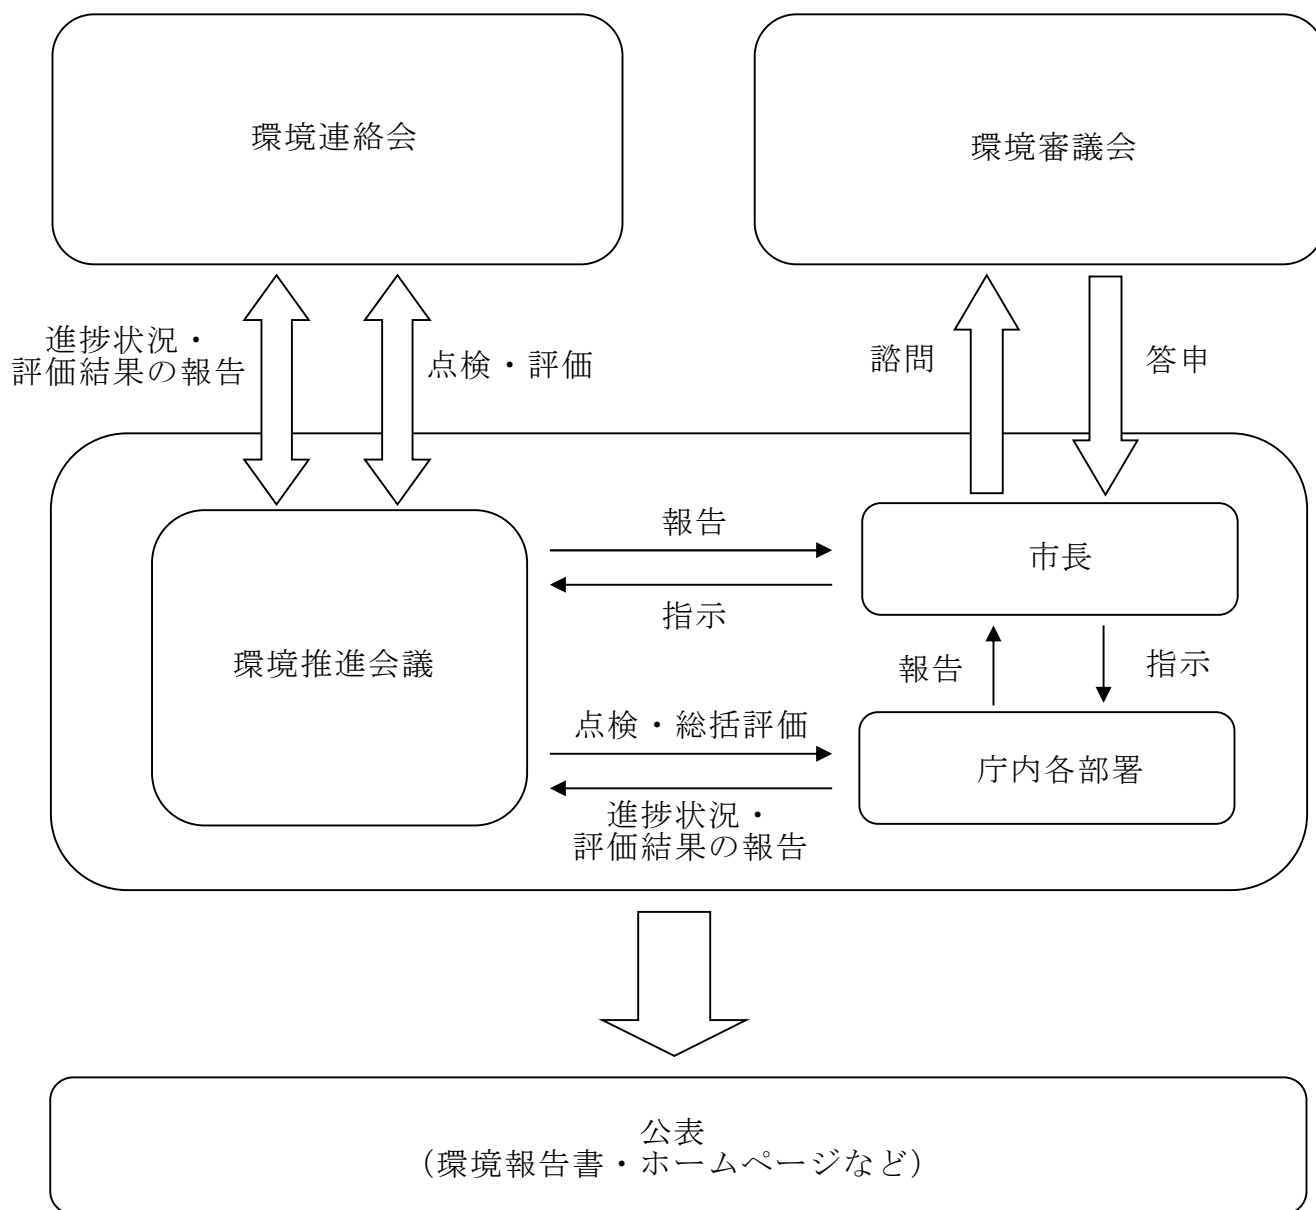 環境連絡会
環境審議会
進捗状況・
評価結果の報告
点検・評価
諮問
答申
報告
市長
指示
環境推進会議
報告
指示
点検・総括評価
庁内各部署
進捗状況・
評価結果の報告
公表
（環境報告書・ホームページなど）